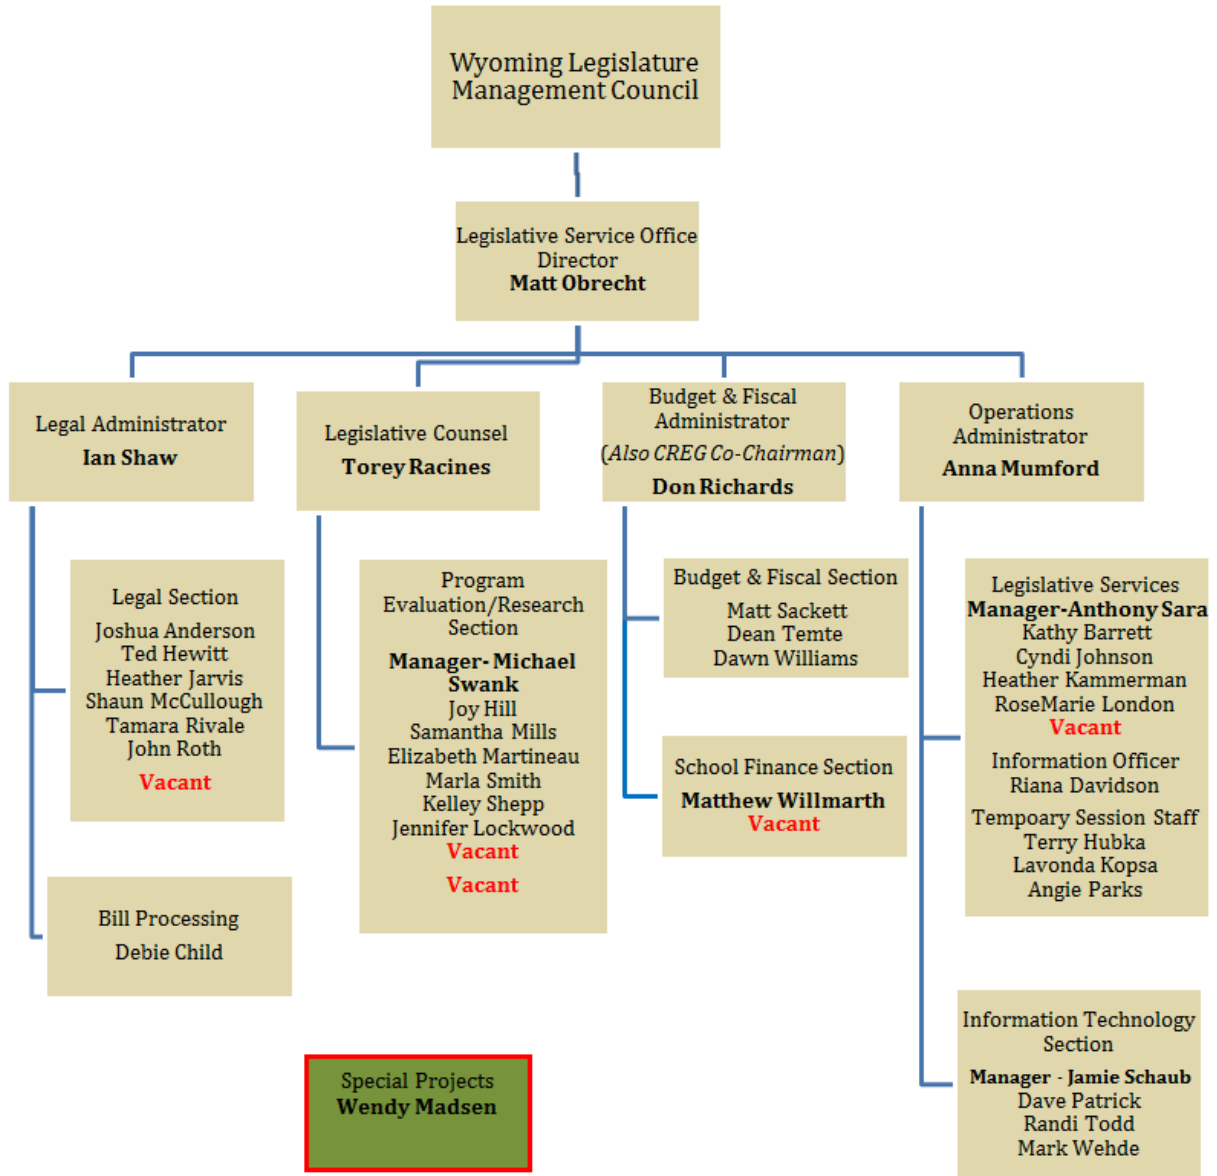 Wyoming Legislature
Management Council
Legislative Service Office
Director
Matt Obrecht
Legal Administrator
Ian Shaw
Legislative Counsel
Torey Racines
Budget & Fiscal
Administrator
(Also CREG Co-Chairman)
Don Richards
Operations
Administrator
Anna Mumford
Legal Section
Joshua Anderson
Ted Hewitt
Heather Jarvis
Shaun McCullough
Tamara Rivale
John Roth
Vacant
Bill Processing
Debie Child
Program
Evaluation/Research
Section
Manager- Michael
Swank
Joy Hill
Samantha Mills
Elizabeth Martineau
Marla Smith
Kelley Shepp
Jennifer Lockwood
Vacant
Vacant
Budget & Fiscal Section
Matt Sackett
Dean Temte
Dawn Williams
School Finance Section
Matthew Willmarth
Vacant
Legislative Services
Manager-Anthony Sara
Kathy Barrett
Cyndi Johnson
Heather Kammerman
RoseMarie London
Vacant
Information Officer
Riana Davidson
Tempoary Session Staff
Terry Hubka
Lavonda Kopsa
Angie Parks
Information Technology
Section
Manager - Jamie Schaub
Dave Patrick
Randi Todd
Mark Wehde
Special Projects
Wendy Madsen